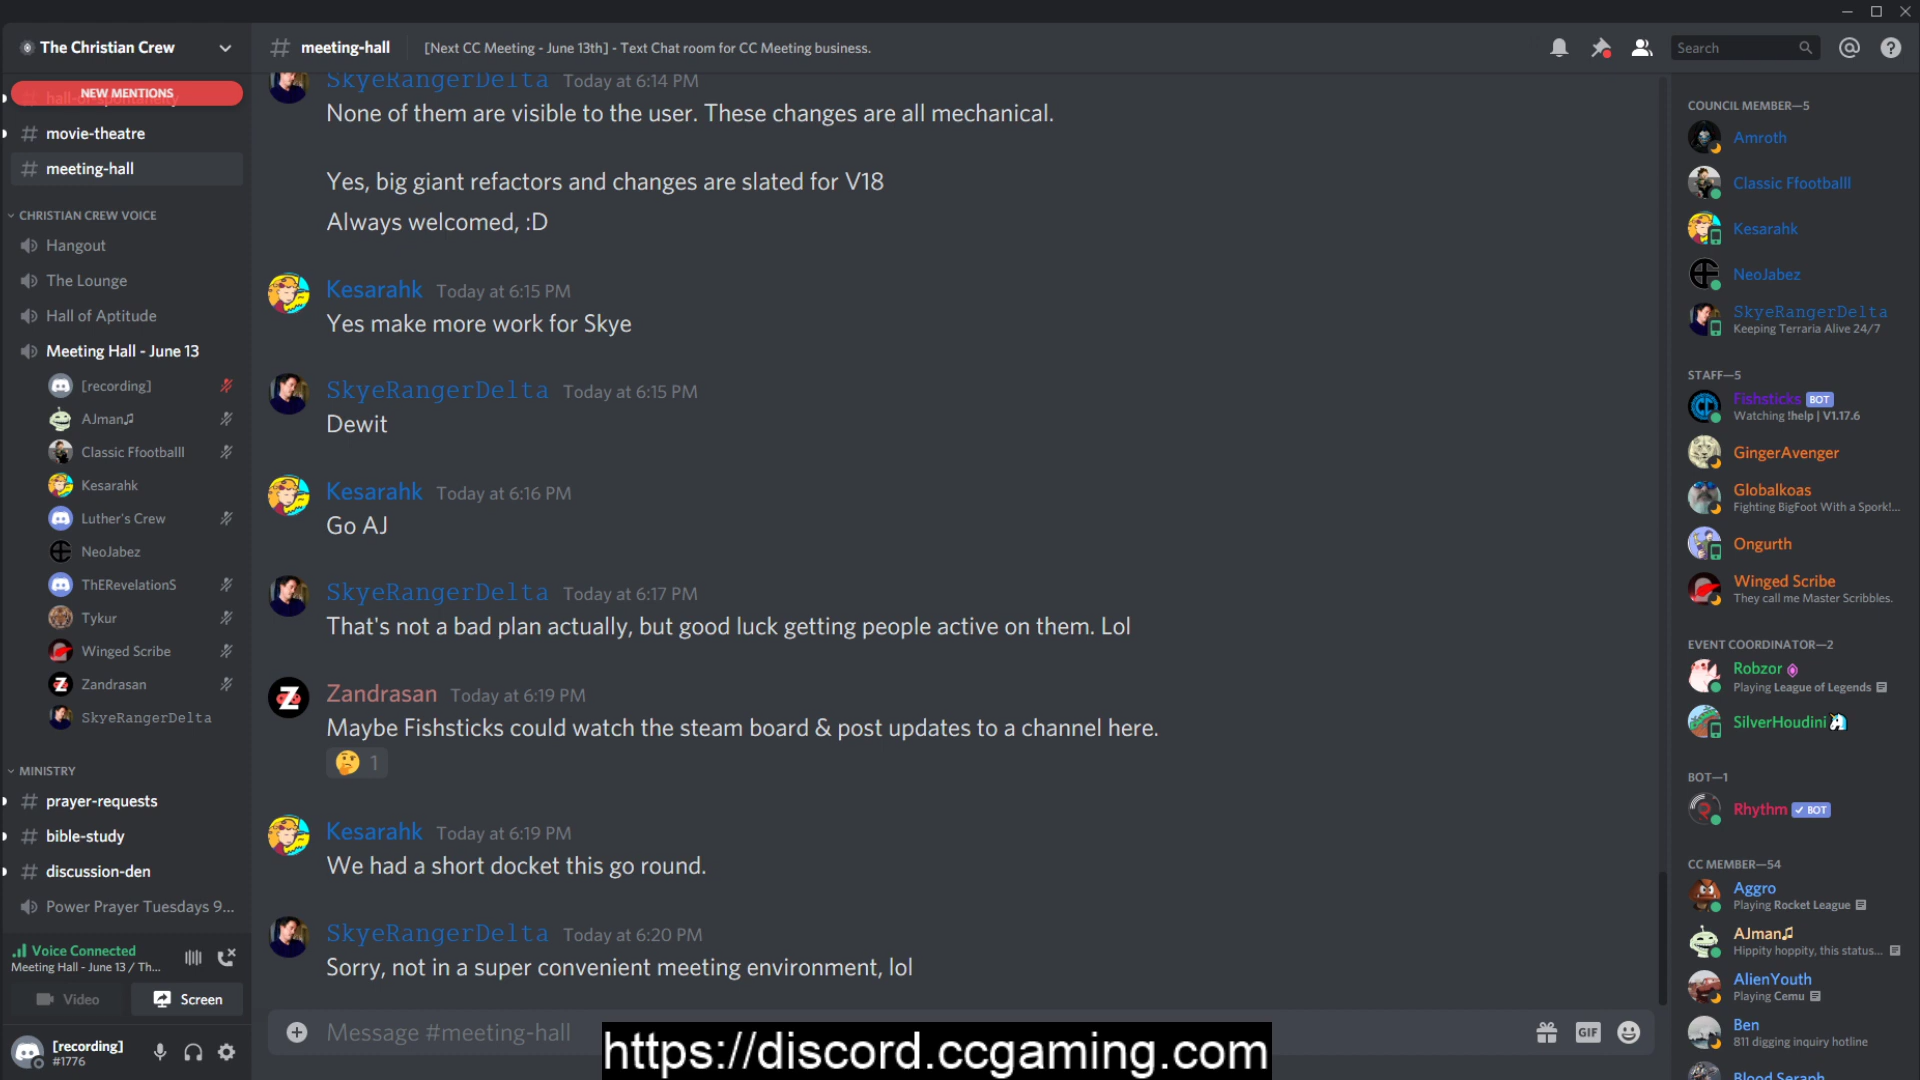 The Christian Crew
NEW MENTIONS
movie-theatre
meeting-hall
CHRISTIAN CREW VOICE
Hangout
The Lounge
Hall of Aptitude
Meeting Hall - June 13
[recording]
AJman♫
Classic Ffootballl
Kesarahk
Luther's Crew
NeoJabez
ThERevelationS
Tykur
Winged Scribe
Zandrasan
SkyeRangerDelta
MINISTRY
prayer-requests
bible-study
discussion-den
Power Prayer Tuesdays 9...
Voice Connected
Meeting Hall - June 13 / Th...
Video
Screen
[recording]
#1776
# meeting-hall
[Next CC Meeting - June 13th] - Text Chat room for CC Meeting business.
Search
SkyeRangerDelta Today at 6:14 PM
None of them are visible to the user. These changes are all mechanical.
Yes, big giant refactors and changes are slated for V18
Always welcomed, :D
Kesarahk Today at 6:15 PM
Yes make more work for Skye
SkyeRangerDelta Today at 6:15 PM
Dewit
Kesarahk Today at 6:16 PM
Go AJ
SkyeRangerDelta Today at 6:17 PM
That's not a bad plan actually, but good luck getting people active on them. Lol
Zandrasan Today at 6:19 PM
Maybe Fishsticks could watch the steam board & post updates to a channel here.
🤔 1
Kesarahk Today at 6:19 PM
We had a short docket this go round.
SkyeRangerDelta Today at 6:20 PM
Sorry, not in a super convenient meeting environment, lol
Message #meeting-hall
GIF
https://discord.ccgaming.com
COUNCIL MEMBER—5
Amroth
Classic Ffootballl
Kesarahk
NeoJabez
SkyeRangerDelta
Keeping Terraria Alive 24/7
STAFF—5
Fishsticks BOT
Watching !help | V1.17.6
GingerAvenger
Globalkoas
Fighting BigFoot With a Spork!...
Ongurth
Winged Scribe
They call me Master Scribbles.
EVENT COORDINATOR—2
Robzor
Playing League of Legends
SilverHoudini
BOT—1
Rhythm ✓ BOT
CC MEMBER—54
Aggro
Playing Rocket League
AJman♫
Hippity hoppity, this status...
AlienYouth
Playing Cemu
Ben
811 digging inquiry hotline
Blood Seraph